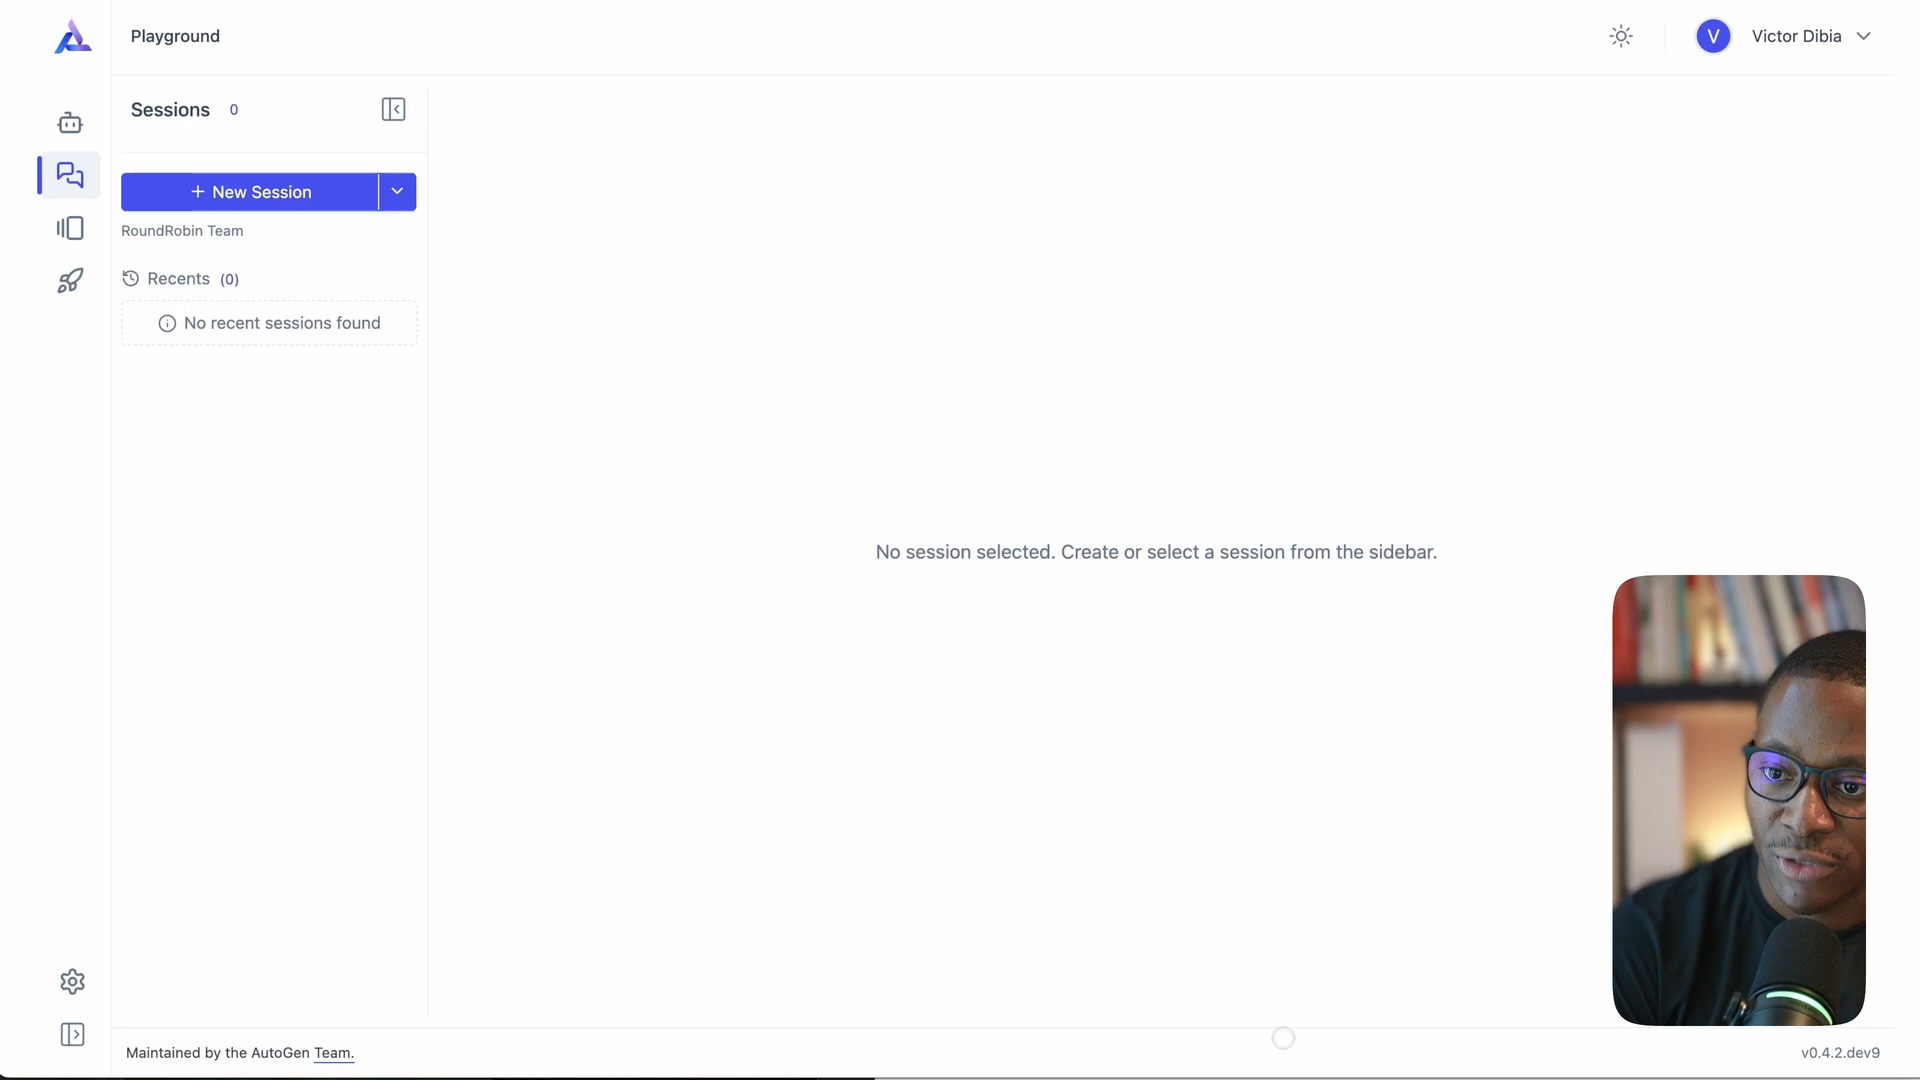 Playground
V Victor Dibia
Sessions 0
+ New Session
RoundRobin Team
Recents (0)
No recent sessions found
No session selected. Create or select a session from the sidebar.
Maintained by the AutoGen Team.
v0.4.2.dev9